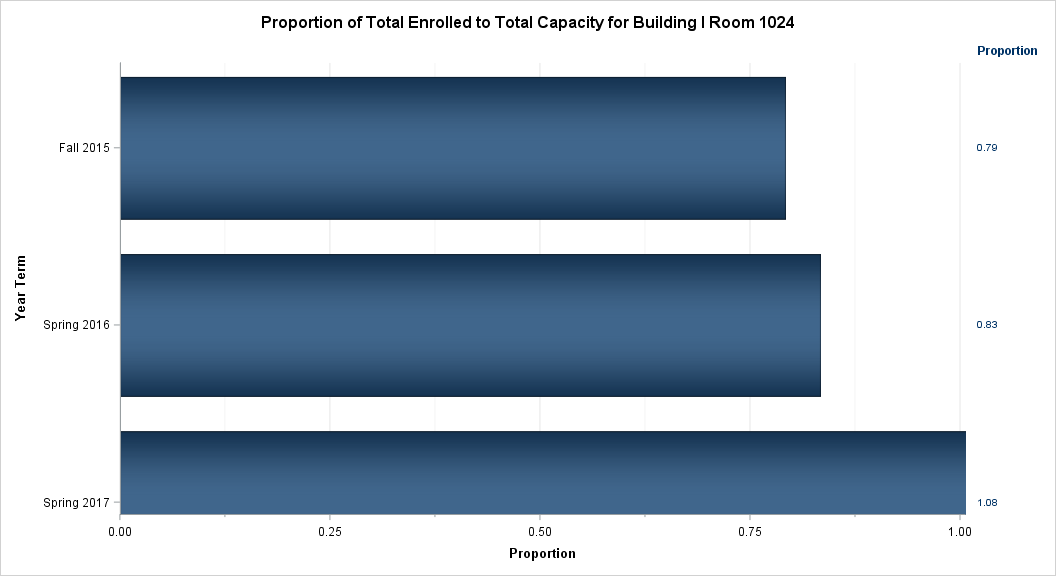 Proportion of Total Enrolled to Total Capacity for Building I Room 1024
Proportion
Fall 2015
0.79
Spring 2016
0.83
Spring 2017
1.08
Year Term
0.00 0.25 0.50 0.75 1.00
Proportion